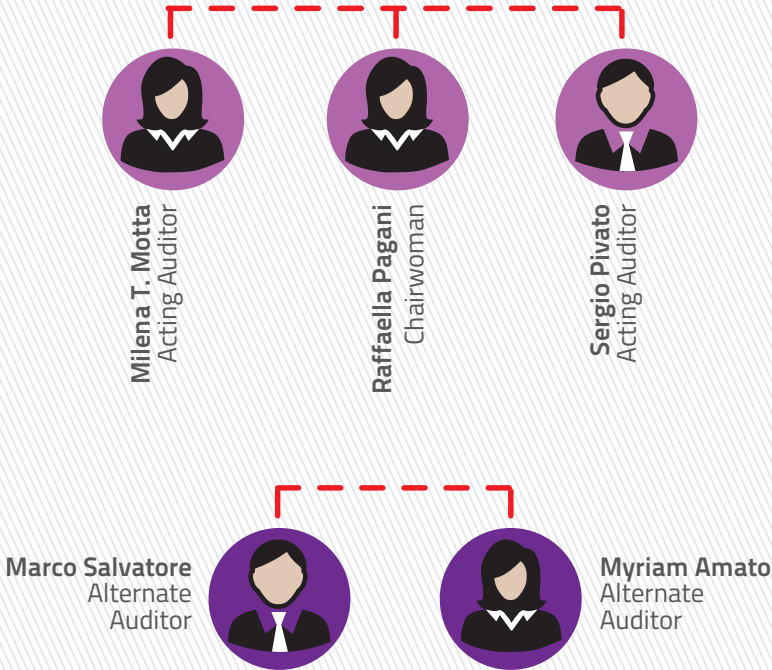 Milena T. Motta
Acting Auditor
Raffaella Pagani
Chairwoman
Sergio Pivato
Acting Auditor
Marco Salvatore
Alternate
Auditor
Myriam Amato
Alternate
Auditor